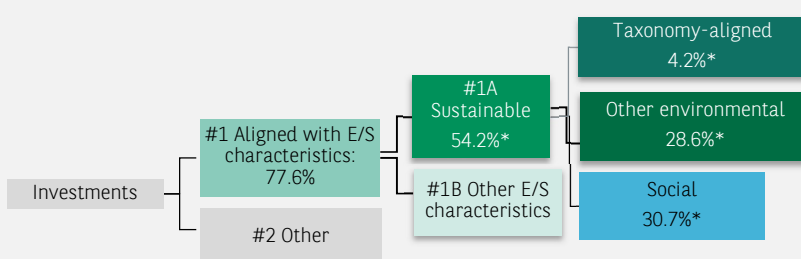 Investments
#1 Aligned with E/S
characteristics:
77.6%
#2 Other
#1A
Sustainable
54.2%*
#1B Other E/S
characteristics
Taxonomy-aligned
4.2%*
Other environmental
28.6%*
Social
30.7%*